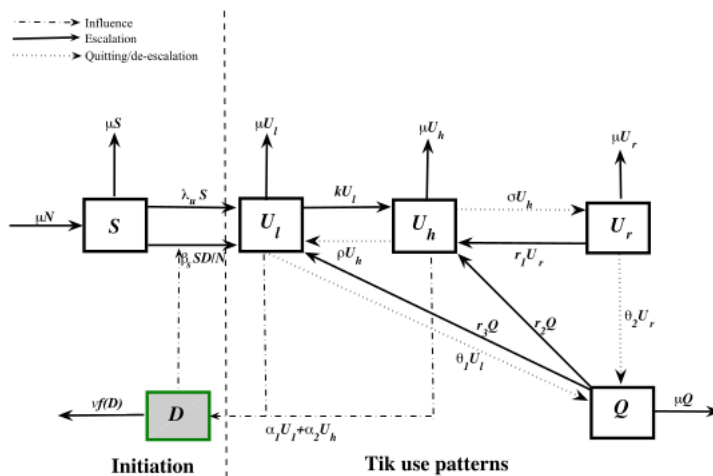 Influence
Escalation
Quitting/de-escalation
μS
μU_l
μU_h
μU_r
μN
S
λ_u S
β_s SD/N
U_l
kU_l
ρU_h
U_h
σU_h
r_1U_r
U_r
r_3Q
r_2Q
θ_1U_l
θ_2U_r
νf(D)
D
α_1U_l+α_2U_h
Q
μQ
Initiation
Tik use patterns